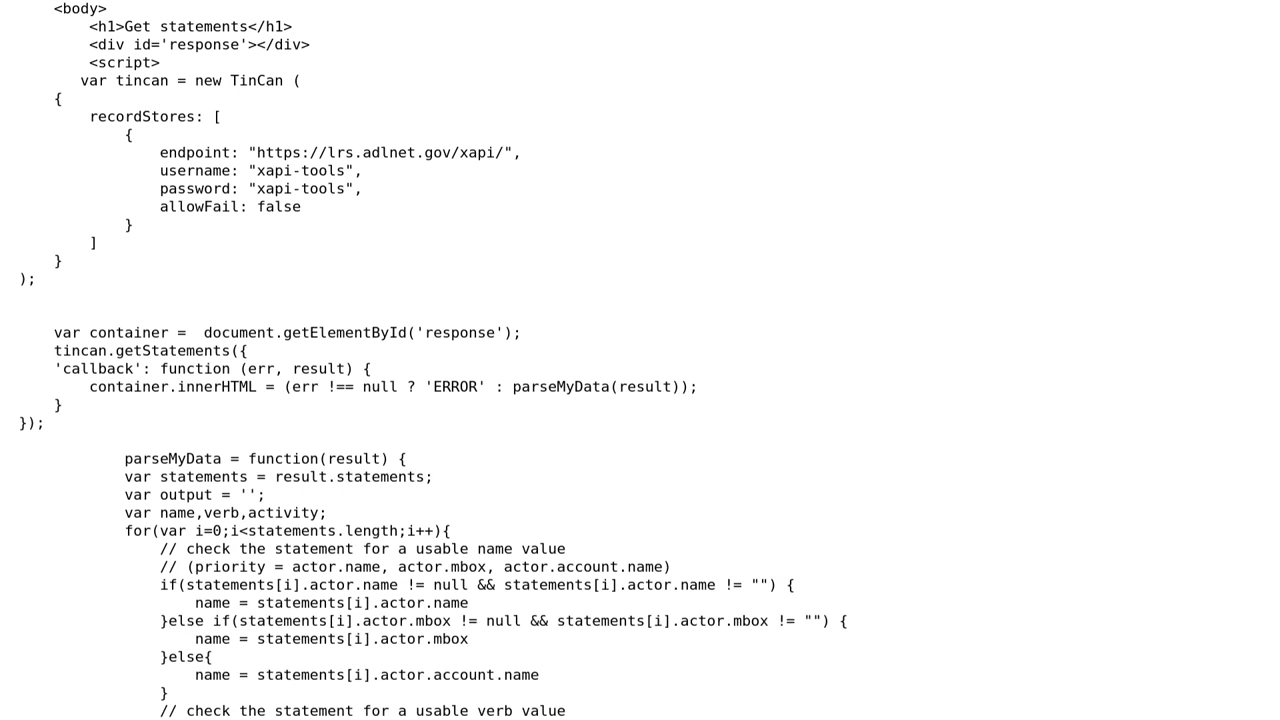 <body>
<h1>Get statements</h1>
<div id='response'></div>
<script>
var tincan = new TinCan (
{
recordStores: [
{
endpoint: "https://lrs.adlnet.gov/xapi/",
username: "xapi-tools",
password: "xapi-tools",
allowFail: false
}
]
}
);
var container =  document.getElementById('response');
tincan.getStatements({
'callback': function (err, result) {
container.innerHTML = (err !== null ? 'ERROR' : parseMyData(result));
}
});
parseMyData = function(result) {
var statements = result.statements;
var output = '';
var name,verb,activity;
for(var i=0;i<statements.length;i++){
// check the statement for a usable name value
// (priority = actor.name, actor.mbox, actor.account.name)
if(statements[i].actor.name != null && statements[i].actor.name != "") {
name = statements[i].actor.name
}else if(statements[i].actor.mbox != null && statements[i].actor.mbox != "") {
name = statements[i].actor.mbox
}else{
name = statements[i].actor.account.name
}
// check the statement for a usable verb value